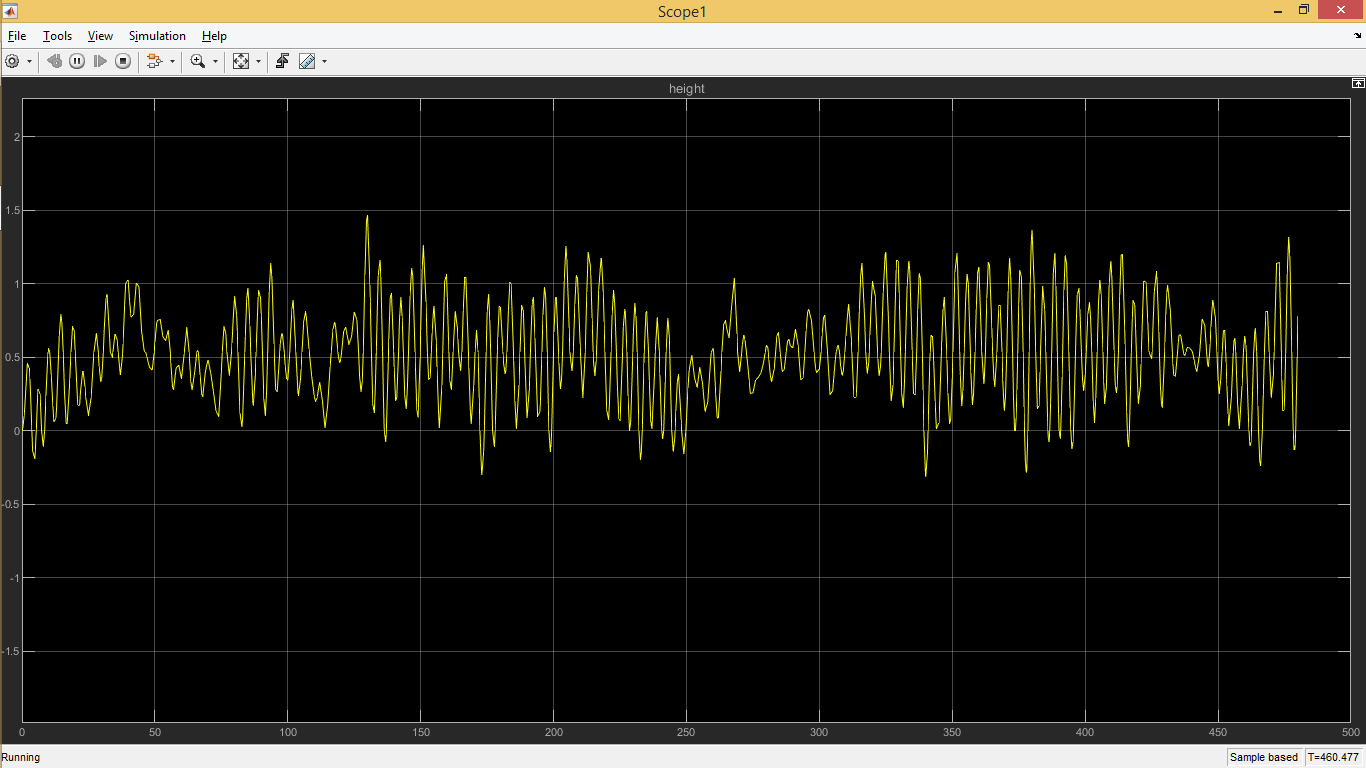 Scope1
File Tools View Simulation Help
height
2
1.5
1
0.5
0
-0.5
-1
-1.5
0 50 100 150 200 250 300 350 400 450 500
Running Sample based T=460.477